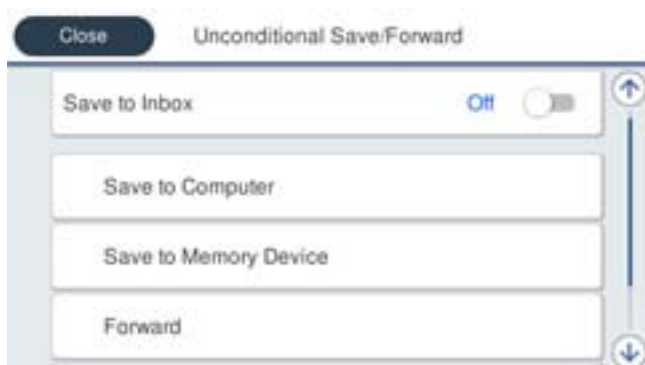 Close Unconditional Save/Forward
Save to Inbox Off
Save to Computer
Save to Memory Device
Forward